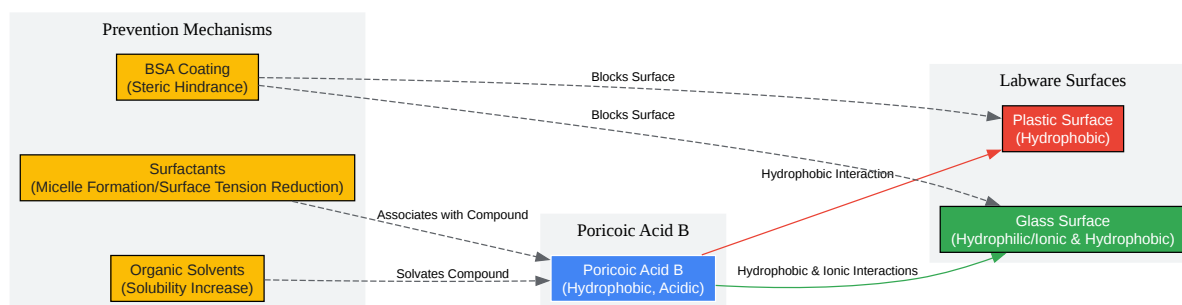 Prevention Mechanisms
BSA Coating
(Steric Hindrance)
Surfactants
(Micelle Formation/Surface Tension Reduction)
Organic Solvents
(Solubility Increase)
Blocks Surface
Blocks Surface
Associates with Compound
Solvates Compound
Poricoic Acid B
Poricoic Acid B
(Hydrophobic, Acidic)
Hydrophobic Interaction
Hydrophobic & Ionic Interactions
Labware Surfaces
Plastic Surface
(Hydrophobic)
Glass Surface
(Hydrophilic/Ionic & Hydrophobic)